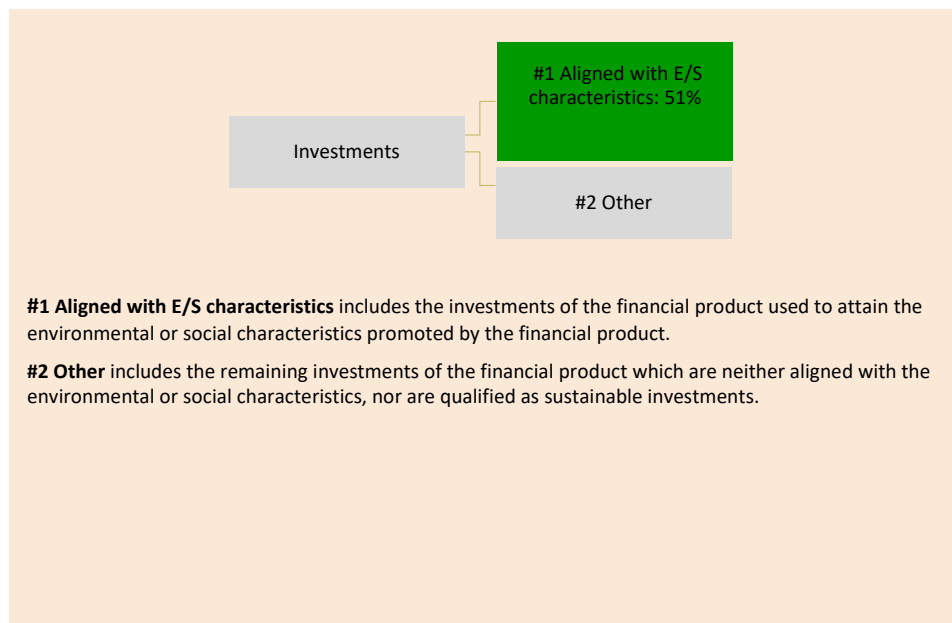 #1 Aligned with E/S
characteristics: 51%
Investments
#2 Other
#1 Aligned with E/S characteristics includes the investments of the financial product used to attain the
environmental or social characteristics promoted by the financial product.
#2 Other includes the remaining investments of the financial product which are neither aligned with the
environmental or social characteristics, nor are qualified as sustainable investments.